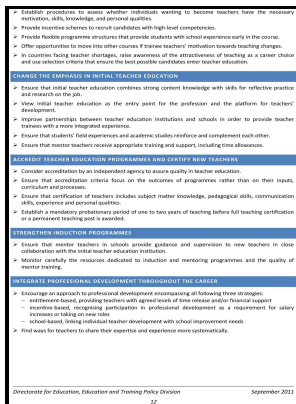 ➢ Establish procedures to assess whether individuals wanting to become teachers have the necessary
motivation, skills, knowledge, and personal qualities.
➢ Provide incentive schemes to recruit candidates with high-level competencies.
➢ Provide flexible programme structures that provide students with school experience early in the course.
➢ Offer opportunities to move into other courses if trainee teachers' motivation towards teaching changes.
➢ In countries facing teacher shortages, raise awareness of the attractiveness of teaching as a career choice
and use selection criteria that ensure the best possible candidates enter teacher education.
CHANGE THE EMPHASIS IN INITIAL TEACHER EDUCATION
➢ Ensure that initial teacher education combines strong content knowledge with skills for reflective practice
and research on the job.
➢ View initial teacher education as the entry point for the profession and the platform for teachers'
development.
➢ Improve partnerships between teacher education institutions and schools in order to provide teacher
trainees with a more integrated experience.
➢ Ensure that students' field experiences and academic studies reinforce and complement each other.
➢ Ensure that mentor teachers receive appropriate training and support, including time allowances.
ACCREDIT TEACHER EDUCATION PROGRAMMES AND CERTIFY NEW TEACHERS
➢ Consider accreditation by an independent agency to assure quality in teacher education.
➢ Ensure that accreditation criteria focus on the outcomes of programmes rather than on their inputs,
curriculum and processes.
➢ Ensure that certification of teachers includes subject matter knowledge, pedagogical skills, communication
skills, experience and personal qualities.
➢ Establish a mandatory probationary period of one to two years of teaching before full teaching certification
or a permanent teaching post is awarded.
STRENGTHEN INDUCTION PROGRAMMES
➢ Ensure that mentor teachers in schools provide guidance and supervision to new teachers in close
collaboration with the initial teacher education institution.
➢ Monitor carefully the resources dedicated to induction and mentoring programmes and the quality of
mentor training.
INTEGRATE PROFESSIONAL DEVELOPMENT THROUGHOUT THE CAREER
➢ Encourage an approach to professional development encompassing all following three strategies:
– entitlement-based, providing teachers with agreed levels of time release and/or financial support
– incentive-based, recognising participation in professional development as a requirement for salary
increases or taking on new roles
– school-based, linking individual teacher development with school improvement needs
➢ Find ways for teachers to share their expertise and experience more systematically.
Directorate for Education, Education and Training Policy Division September 2011
12